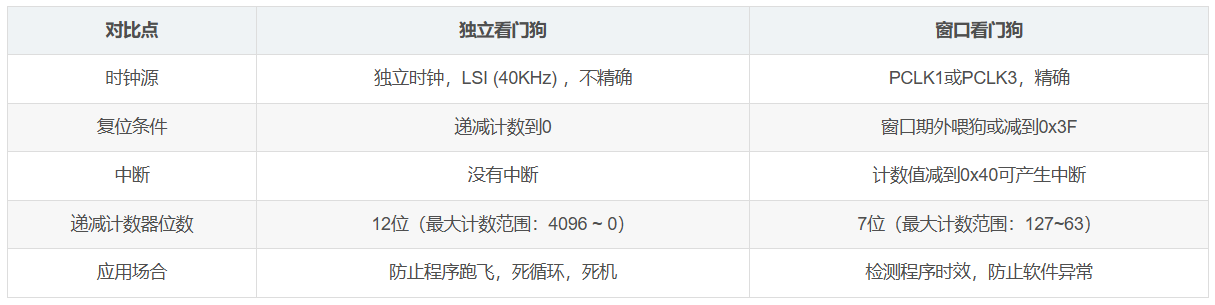 对比点 独立看门狗 窗口看门狗
时钟源 独立时钟，LSI (40KHz) ，不精确 PCLK1或PCLK3，精确
复位条件 递减计数到0 窗口期外喂狗或减到0x3F
中断 没有中断 计数值减到0x40可产生中断
递减计数器位数 12位（最大计数范围：4096 ~ 0） 7位（最大计数范围：127~63）
应用场合 防止程序跑飞，死循环，死机 检测程序时效，防止软件异常